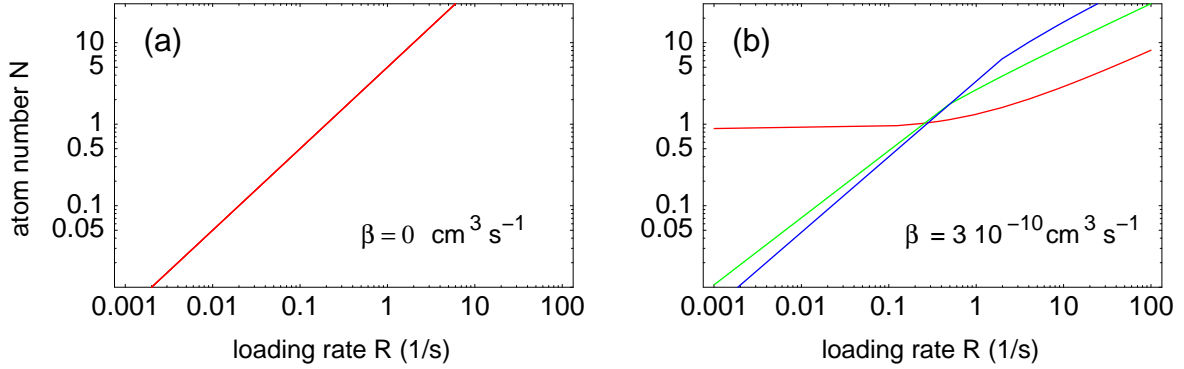 (a)
10
5
1
0.5
0.1
0.05
atom number N
β = 0 cm³ s⁻¹
0.001 0.01 0.1 1 10 100
loading rate R (1/s)
(b)
10
5
1
0.5
0.1
0.05
β = 3 10⁻¹⁰ cm³ s⁻¹
0.001 0.01 0.1 1 10 100
loading rate R (1/s)